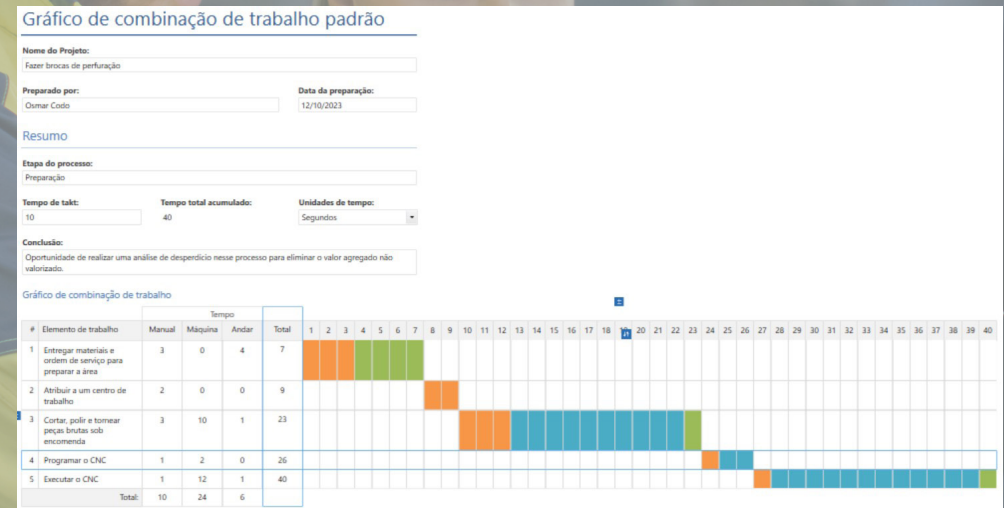 Gráfico de combinação de trabalho padrão
Nome do Projeto:
Fazer brocas de perfuração
Preparado por: Data da preparação:
Osmar Codo 12/10/2023
Resumo
Etapa do processo:
Preparação
Tempo de takt: Tempo total acumulado: Unidades de tempo:
10 40 Segundos
Conclusão:
Oportunidade de realizar uma análise de desperdício nesse processo para eliminar o valor agregado não
valorizado.
Gráfico de combinação de trabalho
Tempo
# Elemento de trabalho Manual Máquina Andar Total 1 2 3 4 5 6 7 8 9 10 11 12 13 14 15 16 17 18 20 21 22 23 24 25 26 27 28 29 30 31 32 33 34 35 36 37 38 39 40
1 Entregar materiais e 3 0 4 7
ordem de serviço para
preparar a área
2 Atribuir a um centro de 2 0 0 9
trabalho
3 Cortar, polir e tornear 3 10 1 23
peças brutas sob
encomenda
4 Programar o CNC 1 2 0 26
5 Executar o CNC 1 12 1 40
Total: 10 24 6